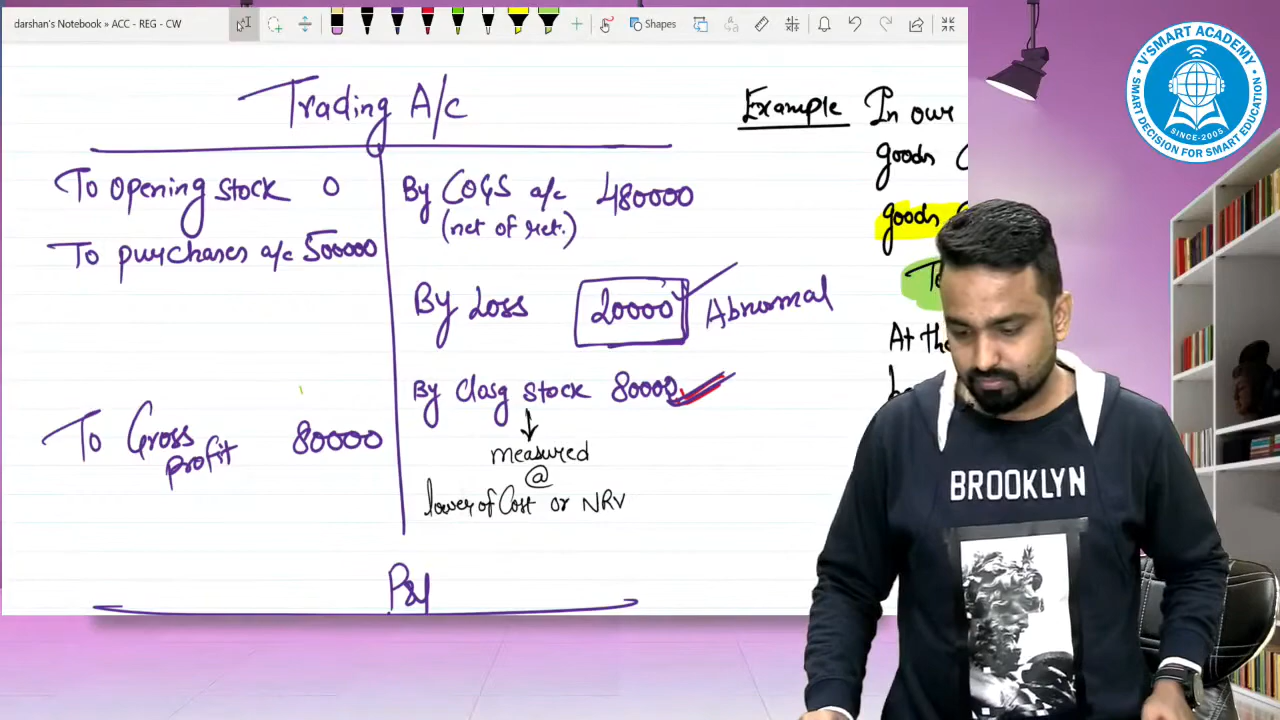 darshan's Notebook » ACC - REG - CW
Shapes
Trading A/c
To opening stock 0
To purchases a/c 500000
To Gross
profit 80000
By COGS a/c 480000
(net of ret.)
By Loss 20000 Abnormal
By closg stock 80000
measured
@
lower of Cost or NRV
P&L
Example In our
goods
goods
At the
V'SMART ACADEMY
SMART DECISION FOR SMART EDUCATION
SINCE-2005
BROOKLYN